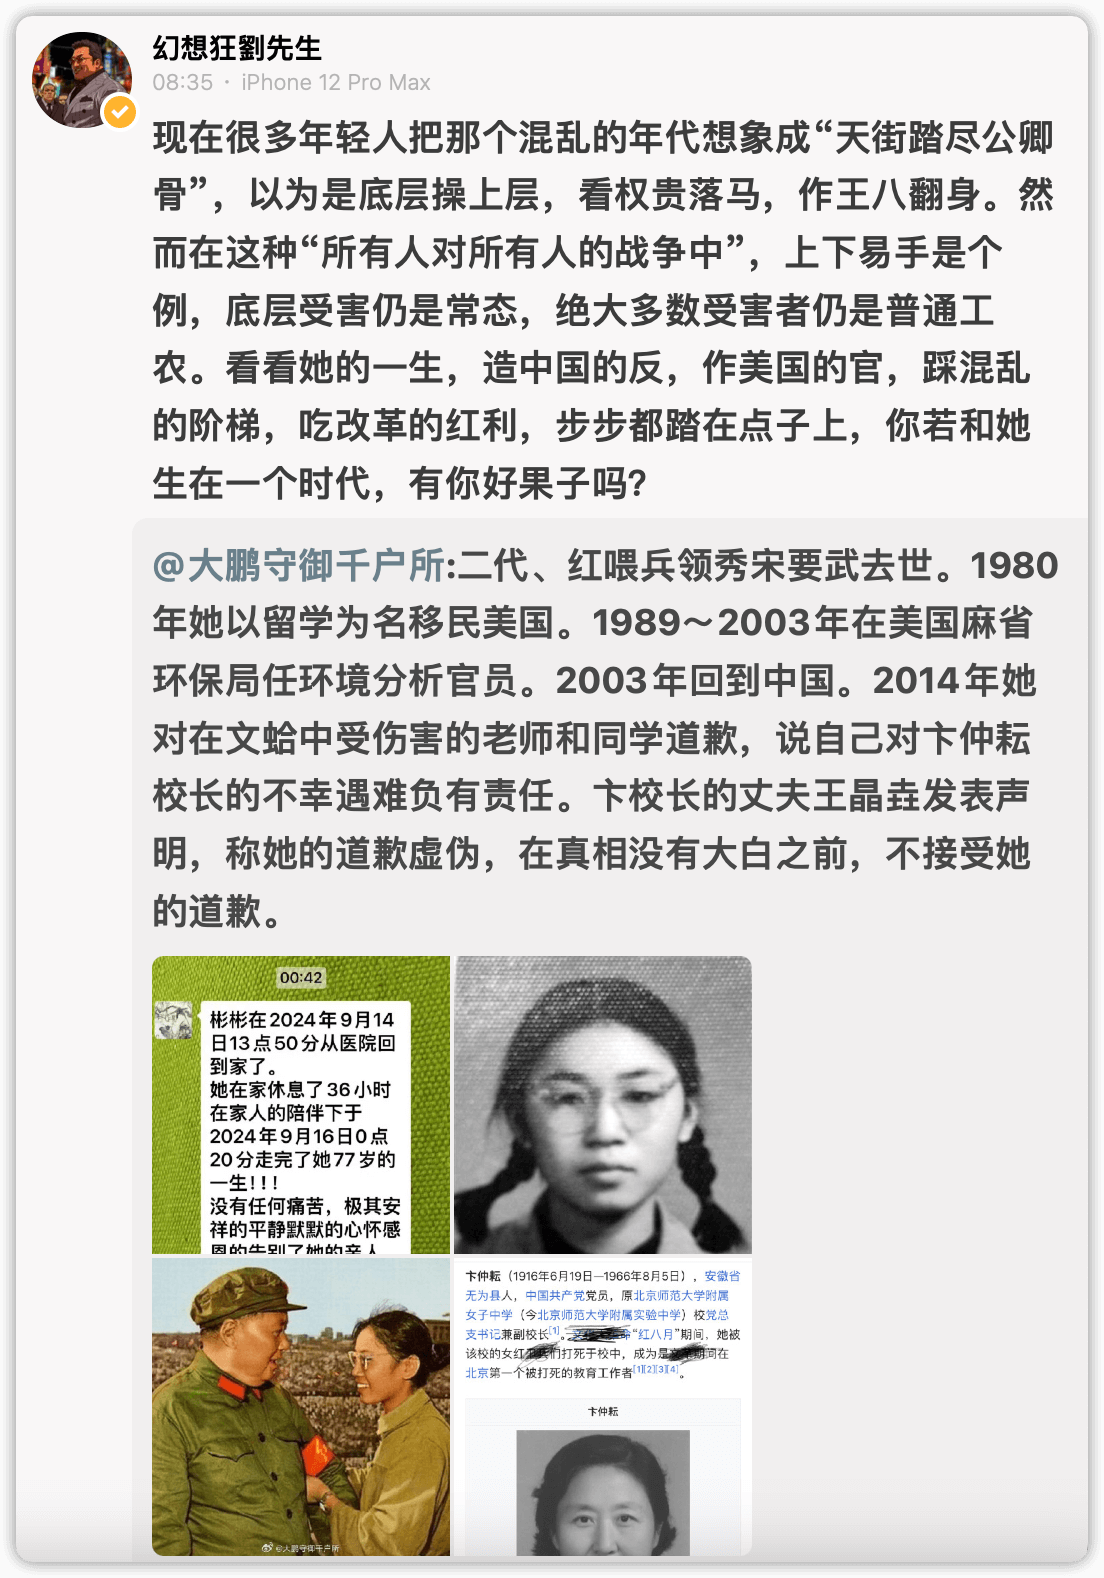 幻想狂劉先生
08:35 · iPhone 12 Pro Max
现在很多年轻人把那个混乱的年代想象成“天街踏尽公卿
骨”，以为是底层操上层，看权贵落马，作王八翻身。然
而在这种“所有人对所有人的战争中”，上下易手是个
例，底层受害仍是常态，绝大多数受害者仍是普通工
农。看看她的一生，造中国的反，作美国的官，踩混乱
的阶梯，吃改革的红利，步步都踏在点子上，你若和她
生在一个时代，有你好果子吗？
@大鹏守御千户所:二代、红喂兵领秀宋要武去世。1980
年她以留学为名移民美国。1989～2003年在美国麻省
环保局任环境分析官员。2003年回到中国。2014年她
对在文蛤中受伤害的老师和同学道歉，说自己对卞仲耘
校长的不幸遇难负有责任。卞校长的丈夫王晶垚发表声
明，称她的道歉虚伪，在真相没有大白之前，不接受她
的道歉。
00:42
彬彬在2024年9月14
日13点50分从医院回
到家了。
她在家休息了36小时
在家人的陪伴下于
2024年9月16日0点
20分走完了她77岁的
一生！！！
没有任何痛苦，极其安
祥的平静默默的心怀感
恩的告别了她的亲人
@大鹏守御千户所
卞仲耘（1916年6月19日—1966年8月5日），安徽省
无为县人，中国共产党党员，原北京师范大学附属
女子中学（今北京师范大学附属实验中学）校党总
支书记兼副校长[1]。“红八月”期间，她被
该校的女红们打死于校中，成为是期间在
北京第一个被打死的教育工作者[1][2][3][4]。
卞仲耘